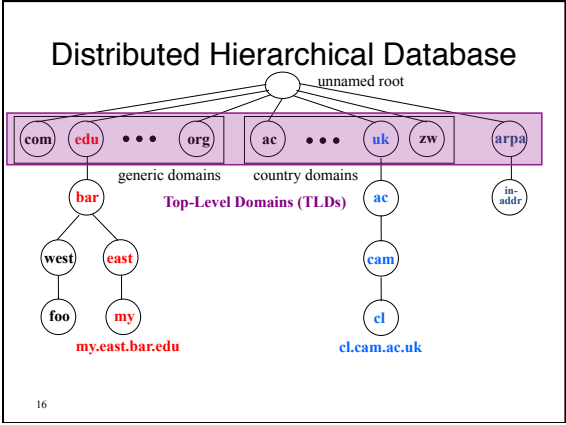 Distributed Hierarchical Database
unnamed root
com edu • • • org ac • • • uk zw arpa
generic domains country domains
bar Top-Level Domains (TLDs) ac in-
addr
west east cam
foo my cl
my.east.bar.edu cl.cam.ac.uk
16